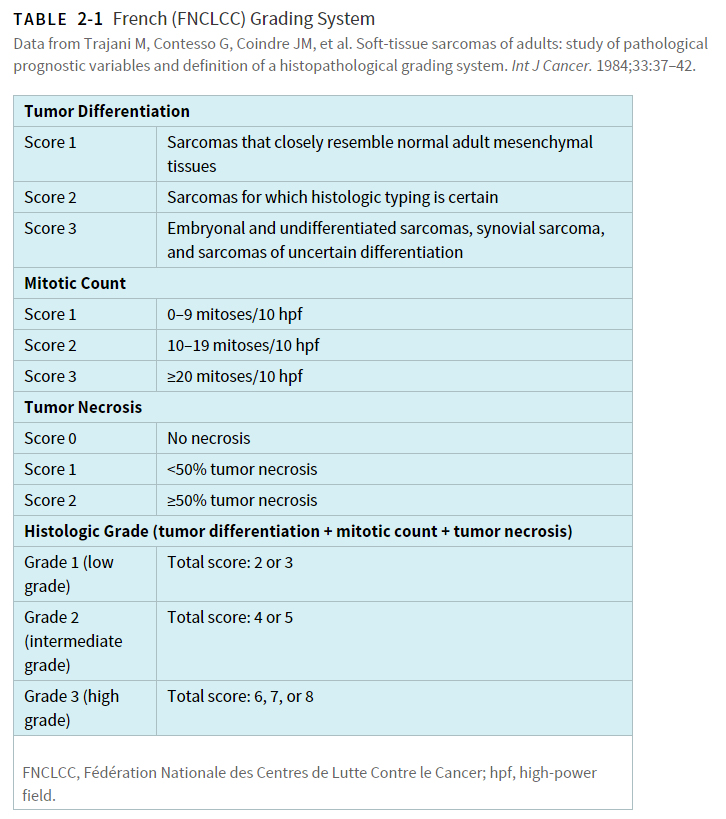 TABLE 2-1 French (FNCLCC) Grading System
Data from Trajani M, Contesso G, Coindre JM, et al. Soft-tissue sarcomas of adults: study of pathological
prognostic variables and definition of a histopathological grading system. Int J Cancer. 1984;33:37–42.
Tumor Differentiation
Score 1 Sarcomas that closely resemble normal adult mesenchymal
tissues
Score 2 Sarcomas for which histologic typing is certain
Score 3 Embryonal and undifferentiated sarcomas, synovial sarcoma,
and sarcomas of uncertain differentiation
Mitotic Count
Score 1 0–9 mitoses/10 hpf
Score 2 10–19 mitoses/10 hpf
Score 3 ≥20 mitoses/10 hpf
Tumor Necrosis
Score 0 No necrosis
Score 1 <50% tumor necrosis
Score 2 ≥50% tumor necrosis
Histologic Grade (tumor differentiation + mitotic count + tumor necrosis)
Grade 1 (low Total score: 2 or 3
grade)
Grade 2 Total score: 4 or 5
(intermediate
grade)
Grade 3 (high Total score: 6, 7, or 8
grade)
FNCLCC, Fédération Nationale des Centres de Lutte Contre le Cancer; hpf, high-power
field.